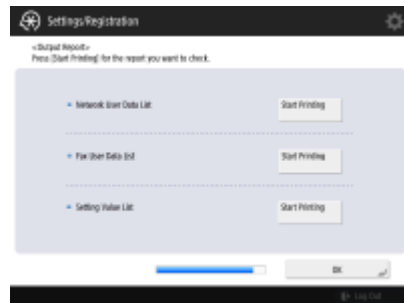 Settings/Registration
<Output Report>
Press [Start Printing] for the report you want to check.
Network User Data List
Start Printing
Fax User Data List
Start Printing
Setting Value List
Start Printing
OK
Log Out